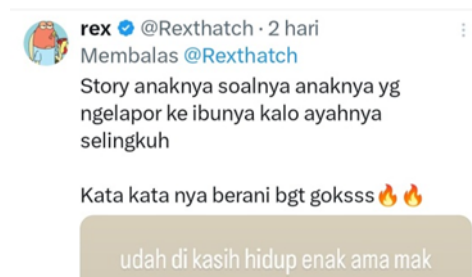 rex @Rexthatch · 2 hari
Membalas @Rexthatch
Story anaknya soalnya anaknya yg
ngelapor ke ibunya kalo ayahnya
selingkuh
Kata kata nya berani bgt goksss🔥🔥
udah di kasih hidup enak ama mak